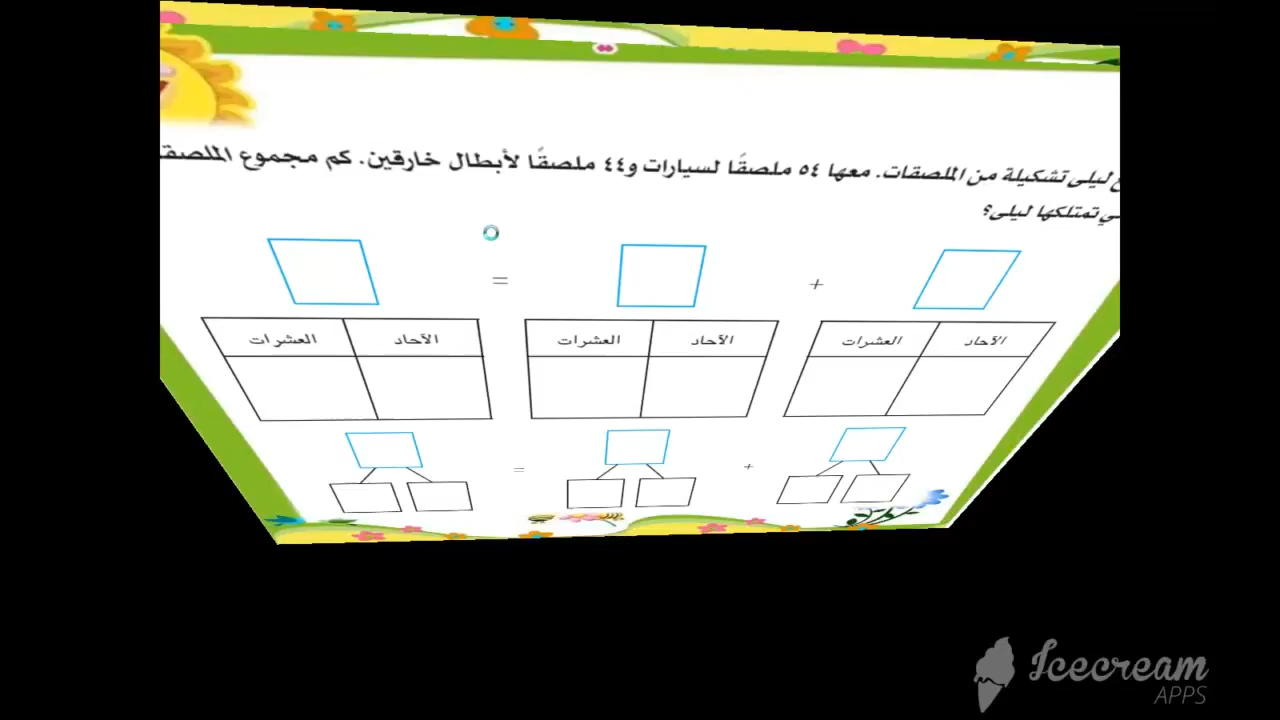 ليلى تشكيلة من الملصقات. معها ٥٤ ملصقًا لسيارات و٤٤ ملصقًا لأبطال خارقين. كم مجموع
تمتلكها ليلى؟
+ =
الآحاد العشرات الآحاد العشرات الآحاد العشرات
+ =
Icecream
APPS